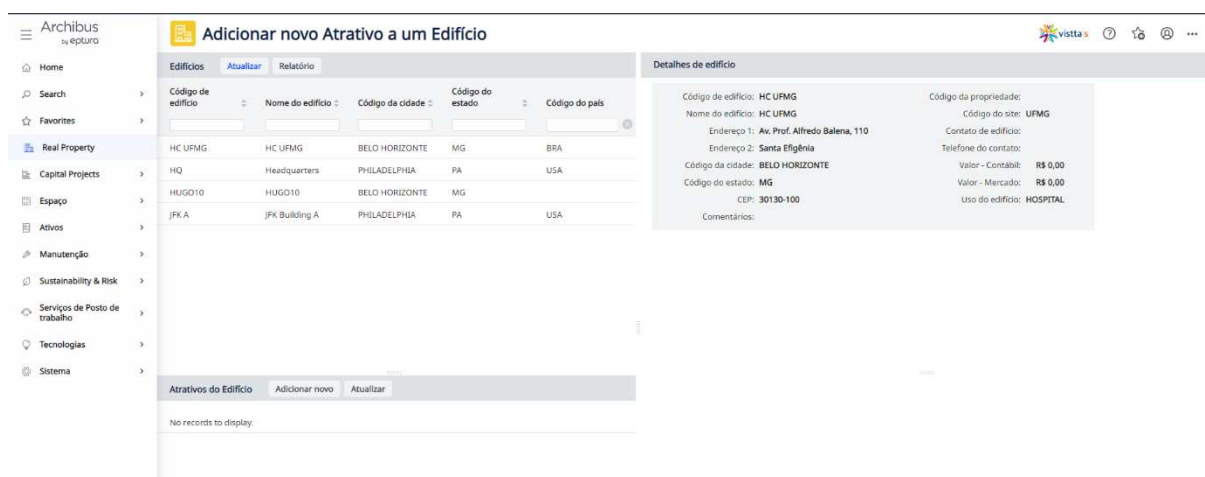 Archibus
by eptura
Adicionar novo Atrativo a um Edifício
vistta s
Home
Search
Favorites
Real Property
Capital Projects
Espaço
Ativos
Manutenção
Sustainability & Risk
Serviços de Posto de
trabalho
Tecnologias
Sistema
Edifícios Atualizar Relatório
Código de edifício Nome do edifício Código da cidade Código do estado Código do país
HC UFMG HC UFMG BELO HORIZONTE MG BRA
HQ Headquarters PHILADELPHIA PA USA
HUGO10 HUGO10 BELO HORIZONTE MG
JFK A JFK Building A PHILADELPHIA PA USA
Atrativos do Edifício Adicionar novo Atualizar
No records to display.
Detalhes de edifício
Código de edifício: HC UFMG Código da propriedade:
Nome do edifício: HC UFMG Código do site: UFMG
Endereço 1: Av. Prof. Alfredo Balena, 110 Contato de edifício:
Endereço 2: Santa Efigênia Telefone do contato:
Código da cidade: BELO HORIZONTE Valor - Contábil: R$ 0,00
Código do estado: MG Valor - Mercado: R$ 0,00
CEP: 30130-100 Uso do edifício: HOSPITAL
Comentários: